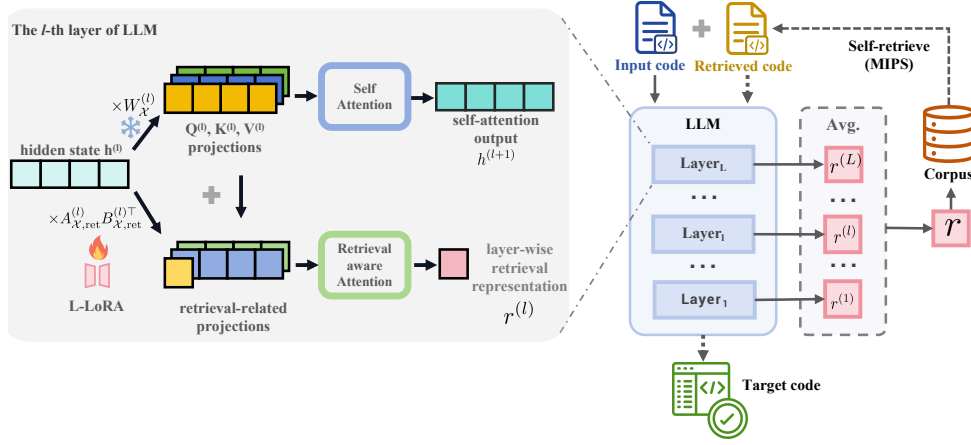 The l-th layer of LLM
×W_𝒳^(l)
Q⁽ˡ⁾, K⁽ˡ⁾, V⁽ˡ⁾
projections
Self
Attention
self-attention
output
h^(l+1)
hidden state h⁽ˡ⁾
×A_𝒳,ret^(l) B_𝒳,ret^(l)⊤
L-LoRA
retrieval-related
projections
Retrieval
aware
Attention
layer-wise
retrieval
representation
r^(l)
Input code
Retrieved code
Self-retrieve
(MIPS)
LLM
Avg.
Layer_L
r^(L)
...
...
Layer_l
r^(l)
...
...
Layer_1
r^(1)
Corpus
r
Target code